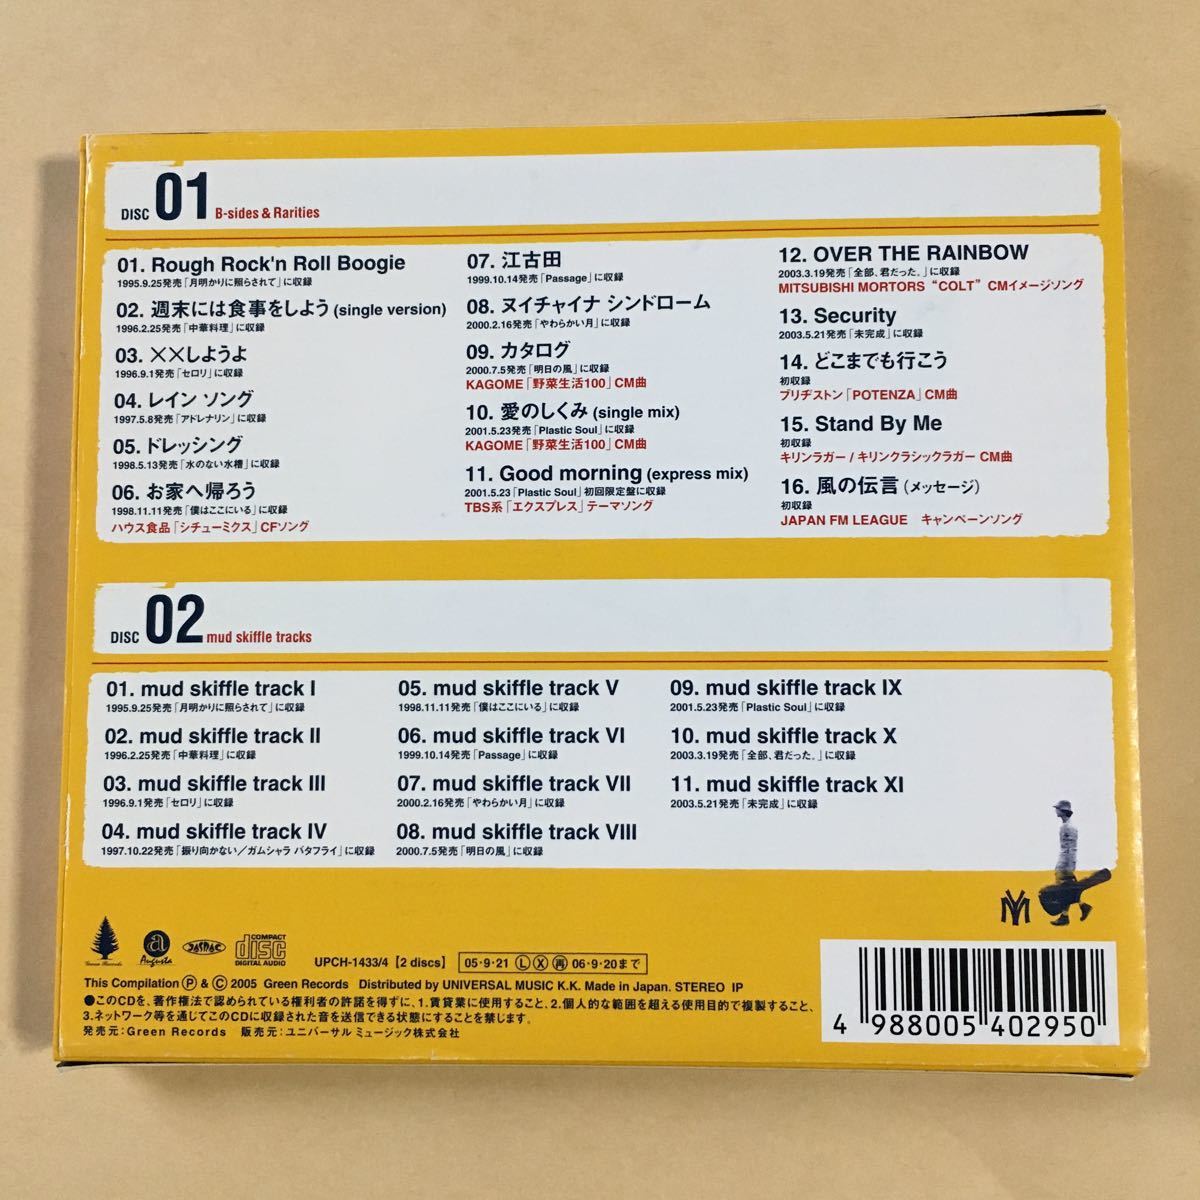 DISC 01 B-sides & Rarities
01. Rough Rock'n Roll Boogie
1995.9.25発売「月明かりに照らされて」に収録
02. 週末には食事をしよう (single version)
1996.2.25発売「中華料理」に収録
03. ××しようよ
1996.9.1発売「セロリ」に収録
04. レイン ソング
1997.5.8発売「アドレナリン」に収録
05. ドレッシング
1998.5.13発売「水のない水槽」に収録
06. お家へ帰ろう
1998.11.11発売「僕はここにいる」に収録
ハウス食品「シチューミクス」CFソング
07. 江古田
1999.10.14発売「Passage」に収録
08. ヌイチャイナ シンドローム
2000.2.16発売「やわらかい月」に収録
09. カタログ
2000.7.5発売「明日の風」に収録
KAGOME「野菜生活100」CM曲
10. 愛のしくみ (single mix)
2001.5.23発売「Plastic Soul」に収録
KAGOME「野菜生活100」CM曲
11. Good morning (express mix)
2001.5.23「Plastic Soul」初回限定盤に収録
TBS系「エクスプレス」テーマソング
12. OVER THE RAINBOW
2003.3.19発売「全部、君だった。」に収録
MITSUBISHI MORTORS “COLT” CMイメージソング
13. Security
2003.5.21発売「未完成」に収録
14. どこまでも行こう
初収録
ブリヂストン「POTENZA」CM曲
15. Stand By Me
初収録
キリンラガー / キリンクラシックラガー CM曲
16. 風の伝言 (メッセージ)
初収録
JAPAN FM LEAGUE キャンペーンソング
DISC 02 mud skiffle tracks
01. mud skiffle track I
1995.9.25発売「月明かりに照らされて」に収録
02. mud skiffle track II
1996.2.25発売「中華料理」に収録
03. mud skiffle track III
1996.9.1発売「セロリ」に収録
04. mud skiffle track IV
1997.10.22発売「振り向かない／ガムシャラ バタフライ」に収録
05. mud skiffle track V
1998.11.11発売「僕はここにいる」に収録
06. mud skiffle track VI
1999.10.14発売「Passage」に収録
07. mud skiffle track VII
2000.2.16発売「やわらかい月」に収録
08. mud skiffle track VIII
2000.7.5発売「明日の風」に収録
09. mud skiffle track IX
2001.5.23発売「Plastic Soul」に収録
10. mud skiffle track X
2003.3.19発売「全部、君だった。」に収録
11. mud skiffle track XI
2003.5.21発売「未完成」に収録
YM
Green Records
a Augusta
JASRAC
COMPACT disc DIGITAL AUDIO
UPCH-1433/4 【2 discs】
05・9・21 Ⓛ Ⓧ ㊢ 06・9・20まで
This Compilation Ⓟ & Ⓒ 2005 Green Records Distributed by UNIVERSAL MUSIC K.K. Made in Japan. STEREO IP
●このCDを、著作権法で認められている権利者の許諾を得ずに、1.賃貸業に使用すること、2.個人的な範囲を超える使用目的で複製すること、
3.ネットワーク等を通じてこのCDに収録された音を送信できる状態にすることを禁じます。
発売元：Green Records 販売元：ユニバーサル ミュージック株式会社
4 988005 402950